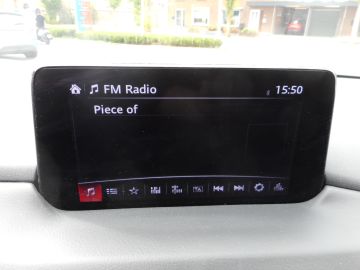 FM Radio 15:50
Piece of